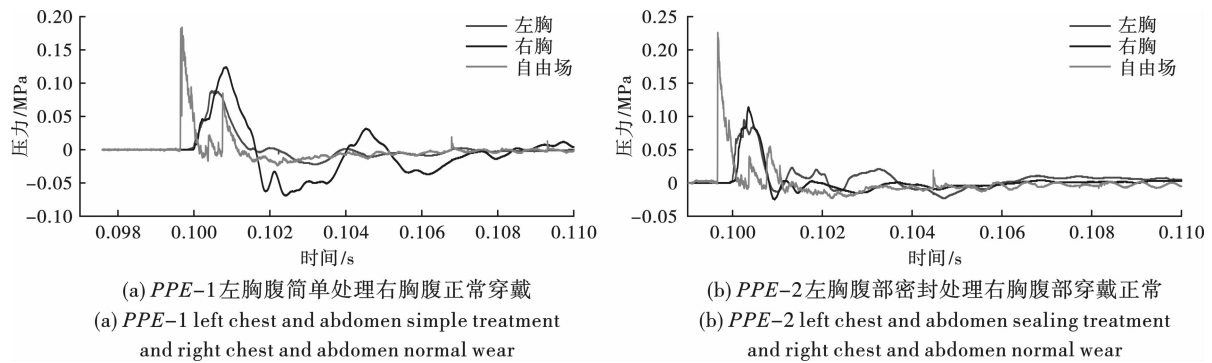 0.20
0.15
0.10
0.05
0
−0.05
−0.10
压力/MPa
左胸
右胸
自由场
0.098 0.100 0.102 0.104 0.106 0.108 0.110
时间/s
(a) PPE−1左胸腹简单处理右胸腹正常穿戴
(a) PPE−1 left chest and abdomen simple treatment
and right chest and abdomen normal wear
0.25
0.20
0.15
0.10
0.05
0
−0.05
压力/MPa
左胸
右胸
自由场
0.100 0.102 0.104 0.106 0.108 0.110
时间/s
(b) PPE−2左胸腹部密封处理右胸腹部穿戴正常
(b) PPE−2 left chest and abdomen sealing treatment
and right chest and abdomen normal wear